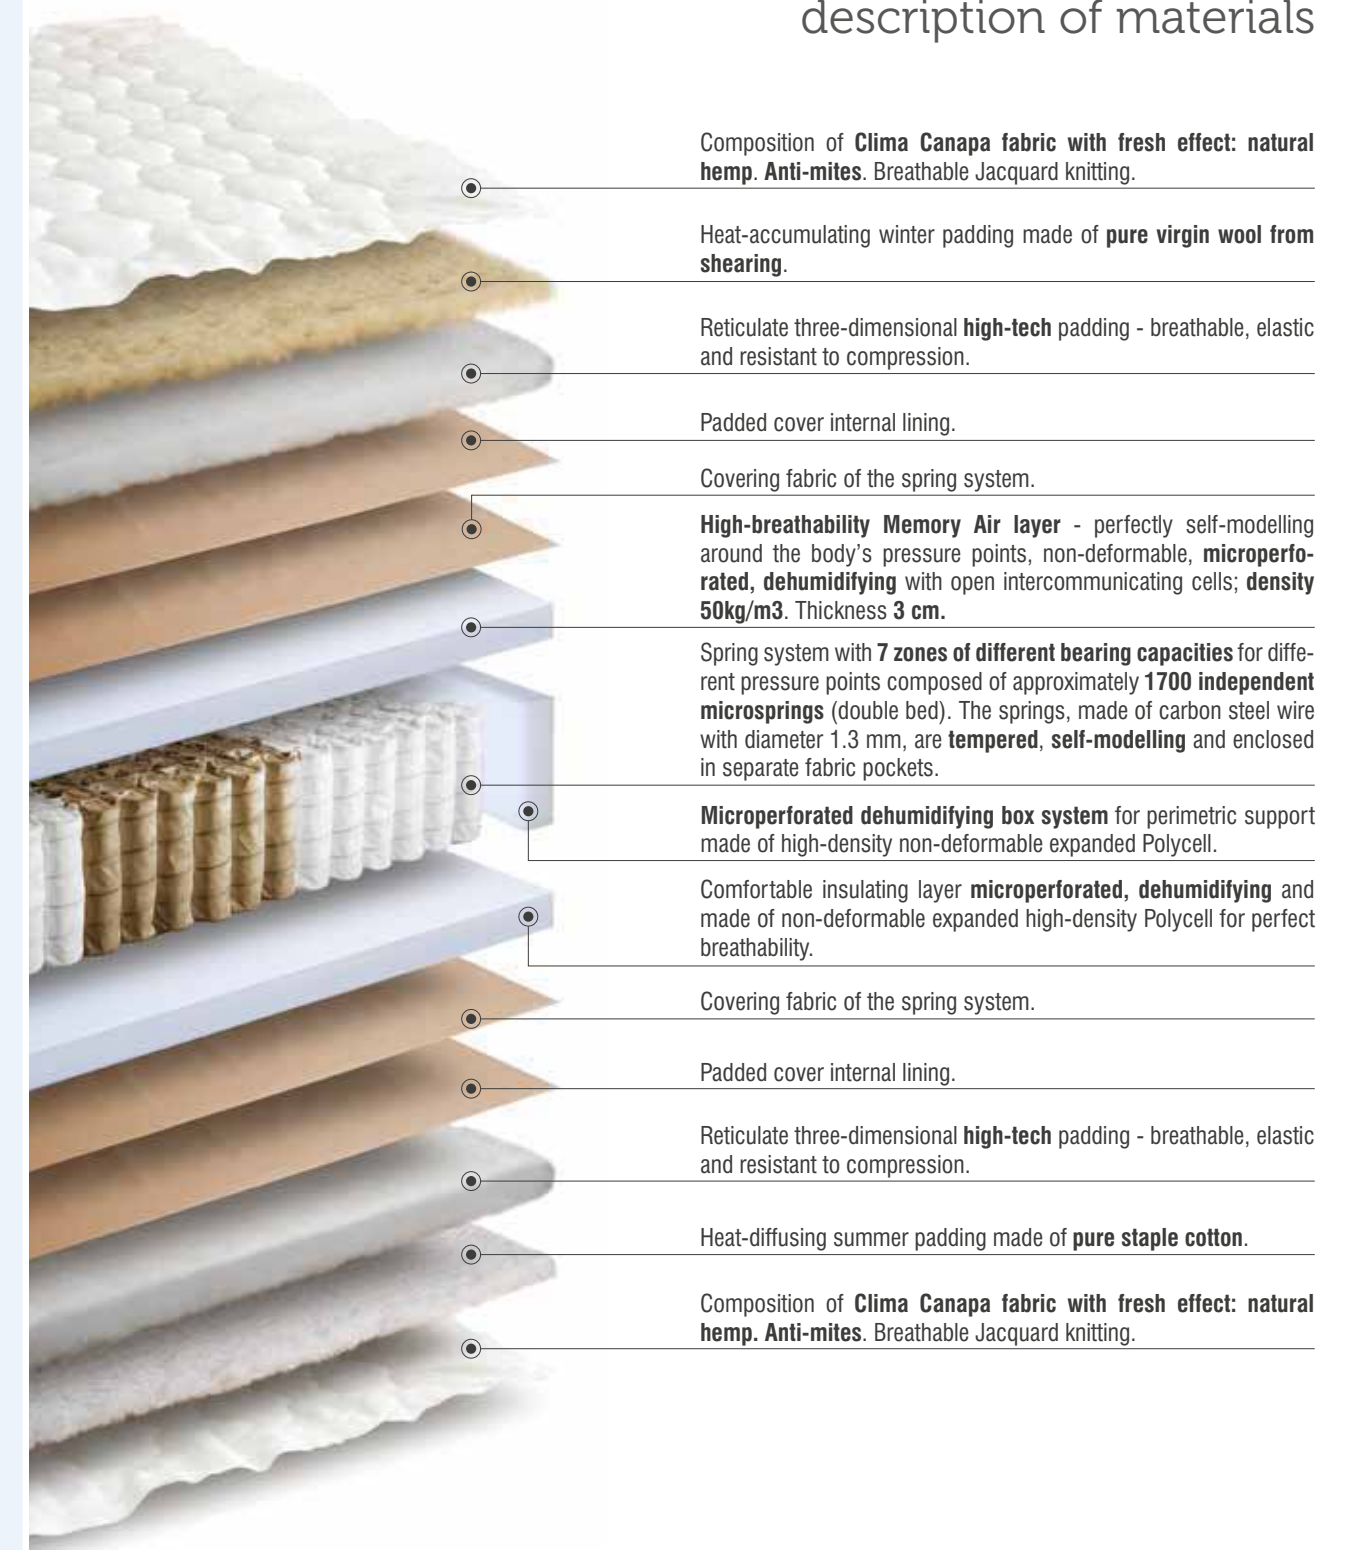 description of materials
Composition of Clima Canapa fabric with fresh effect: natural
hemp. Anti-mites. Breathable Jacquard knitting.
Heat-accumulating winter padding made of pure virgin wool from
shearing.
Reticulate three-dimensional high-tech padding - breathable, elastic
and resistant to compression.
Padded cover internal lining.
Covering fabric of the spring system.
High-breathability Memory Air layer - perfectly self-modelling
around the body's pressure points, non-deformable, microperfo-
rated, dehumidifying with open intercommunicating cells; density
50kg/m3. Thickness 3 cm.
Spring system with 7 zones of different bearing capacities for diffe-
rent pressure points composed of approximately 1700 independent
microsprings (double bed). The springs, made of carbon steel wire
with diameter 1.3 mm, are tempered, self-modelling and enclosed
in separate fabric pockets.
Microperforated dehumidifying box system for perimetric support
made of high-density non-deformable expanded Polycell.
Comfortable insulating layer microperforated, dehumidifying and
made of non-deformable expanded high-density Polycell for perfect
breathability.
Covering fabric of the spring system.
Padded cover internal lining.
Reticulate three-dimensional high-tech padding - breathable, elastic
and resistant to compression.
Heat-diffusing summer padding made of pure staple cotton.
Composition of Clima Canapa fabric with fresh effect: natural
hemp. Anti-mites. Breathable Jacquard knitting.